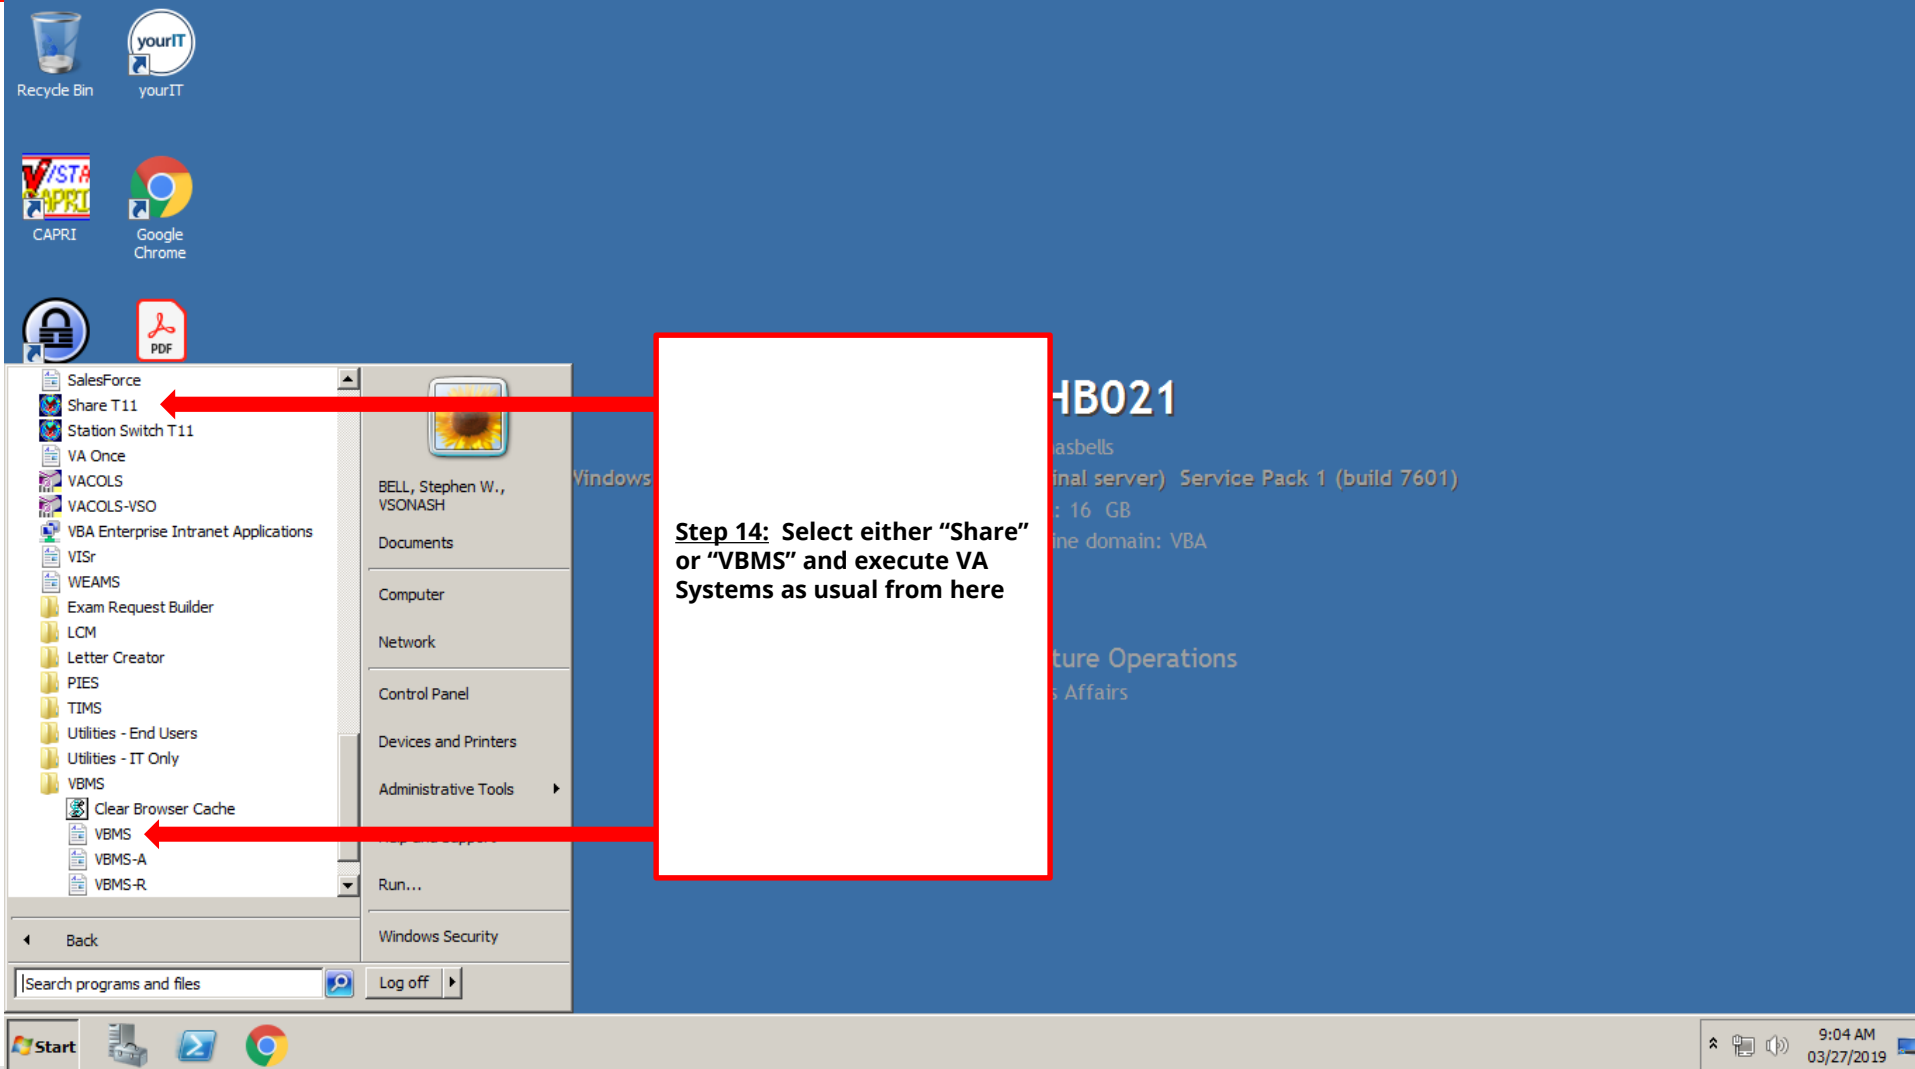 yourIT
Recycle Bin
yourIT
VISTA
CAPRI
CAPRI
Google
Chrome
PDF
SalesForce
Share T11
Station Switch T11
VA Once
VACOLS
VACOLS-VSO
VBA Enterprise Intranet Applications
VISr
WEAMS
Exam Request Builder
LCM
Letter Creator
PIES
TIMS
Utilities - End Users
Utilities - IT Only
VBMS
Clear Browser Cache
VBMS
VBMS-A
VBMS-R
Back
Search programs and files
BELL, Stephen W.,
VSONASH
Documents
Computer
Network
Control Panel
Devices and Printers
Administrative Tools
Run...
Windows Security
Log off
Step 14: Select either “Share”
or “VBMS” and execute VA
Systems as usual from here
HB021
asbells
Windows
inal server) Service Pack 1 (build 7601)
: 16 GB
ine domain: VBA
ture Operations
s Affairs
Start
9:04 AM
03/27/2019